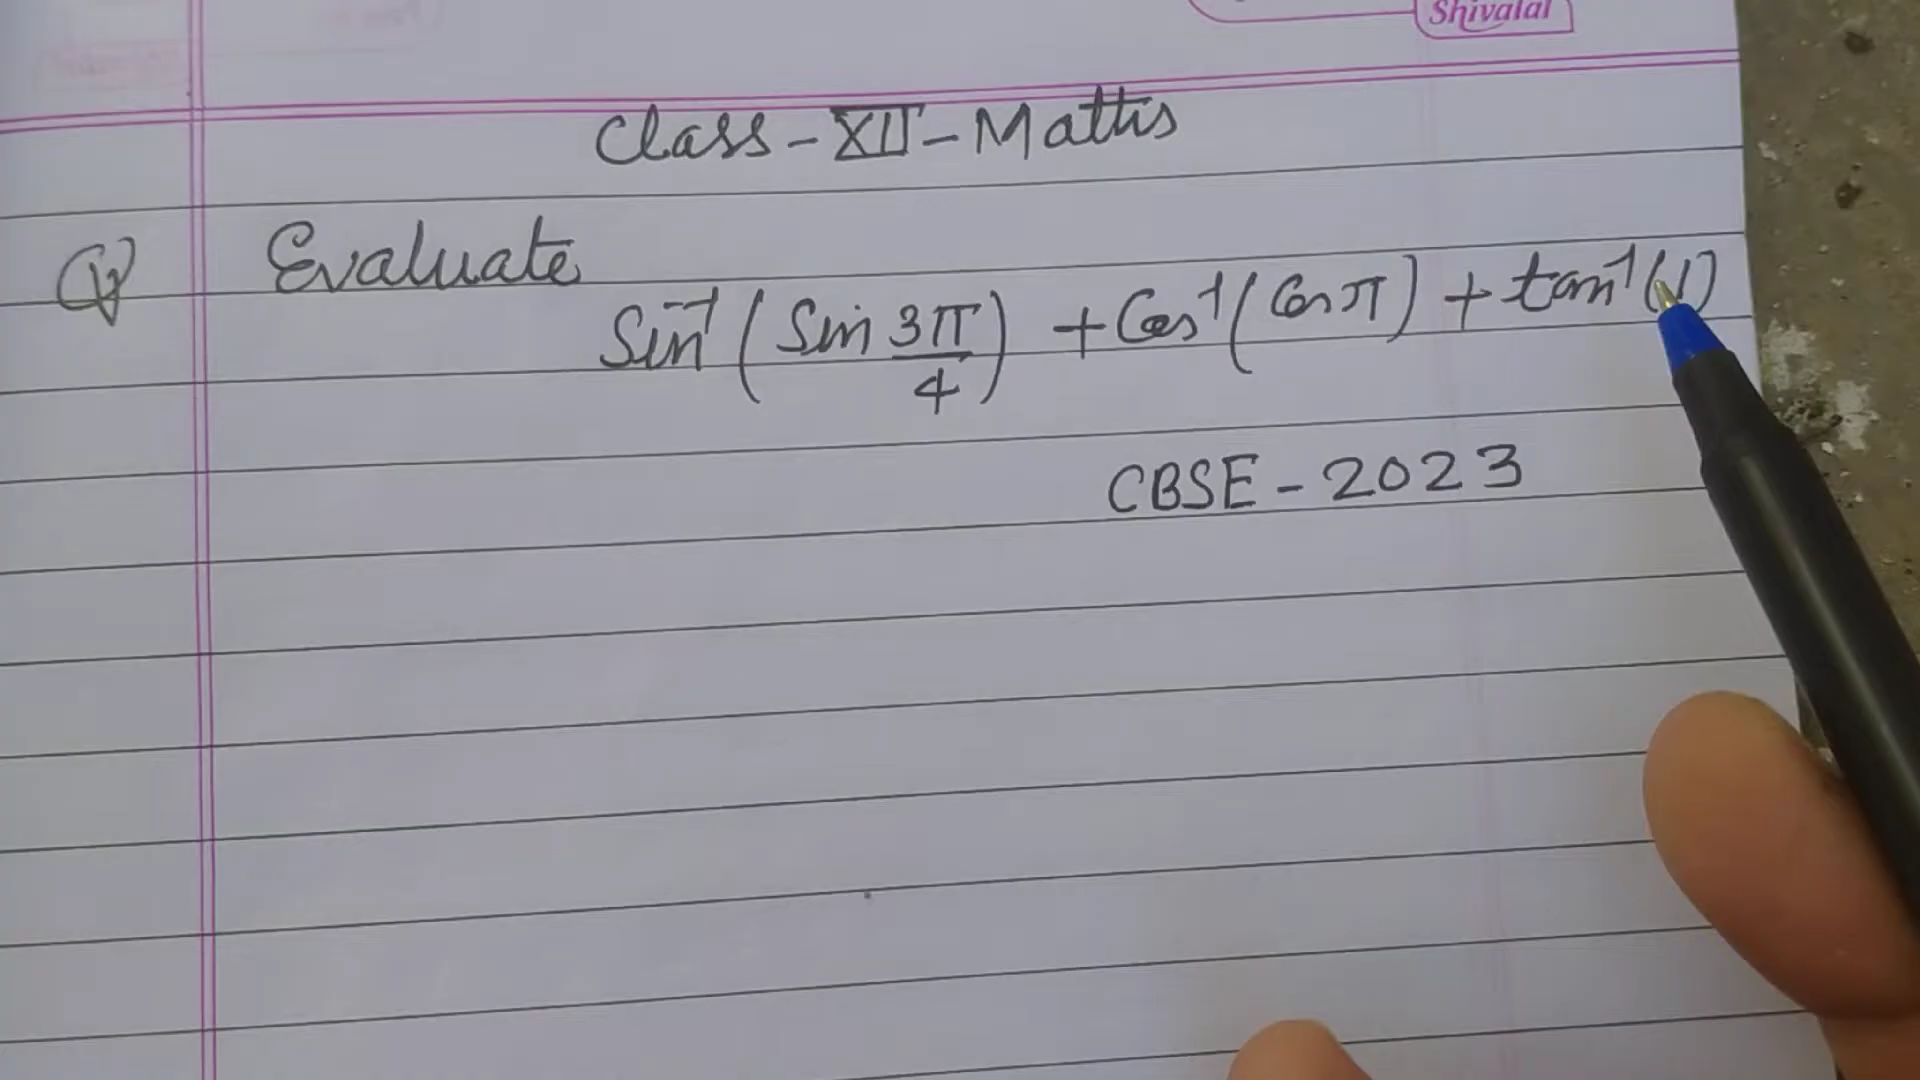 Shivalal
Class-XII-Maths
Q Evaluate
Sin⁻¹(Sin 3π/4) + Cos⁻¹(Cos π) + tan⁻¹(1)
CBSE - 2023